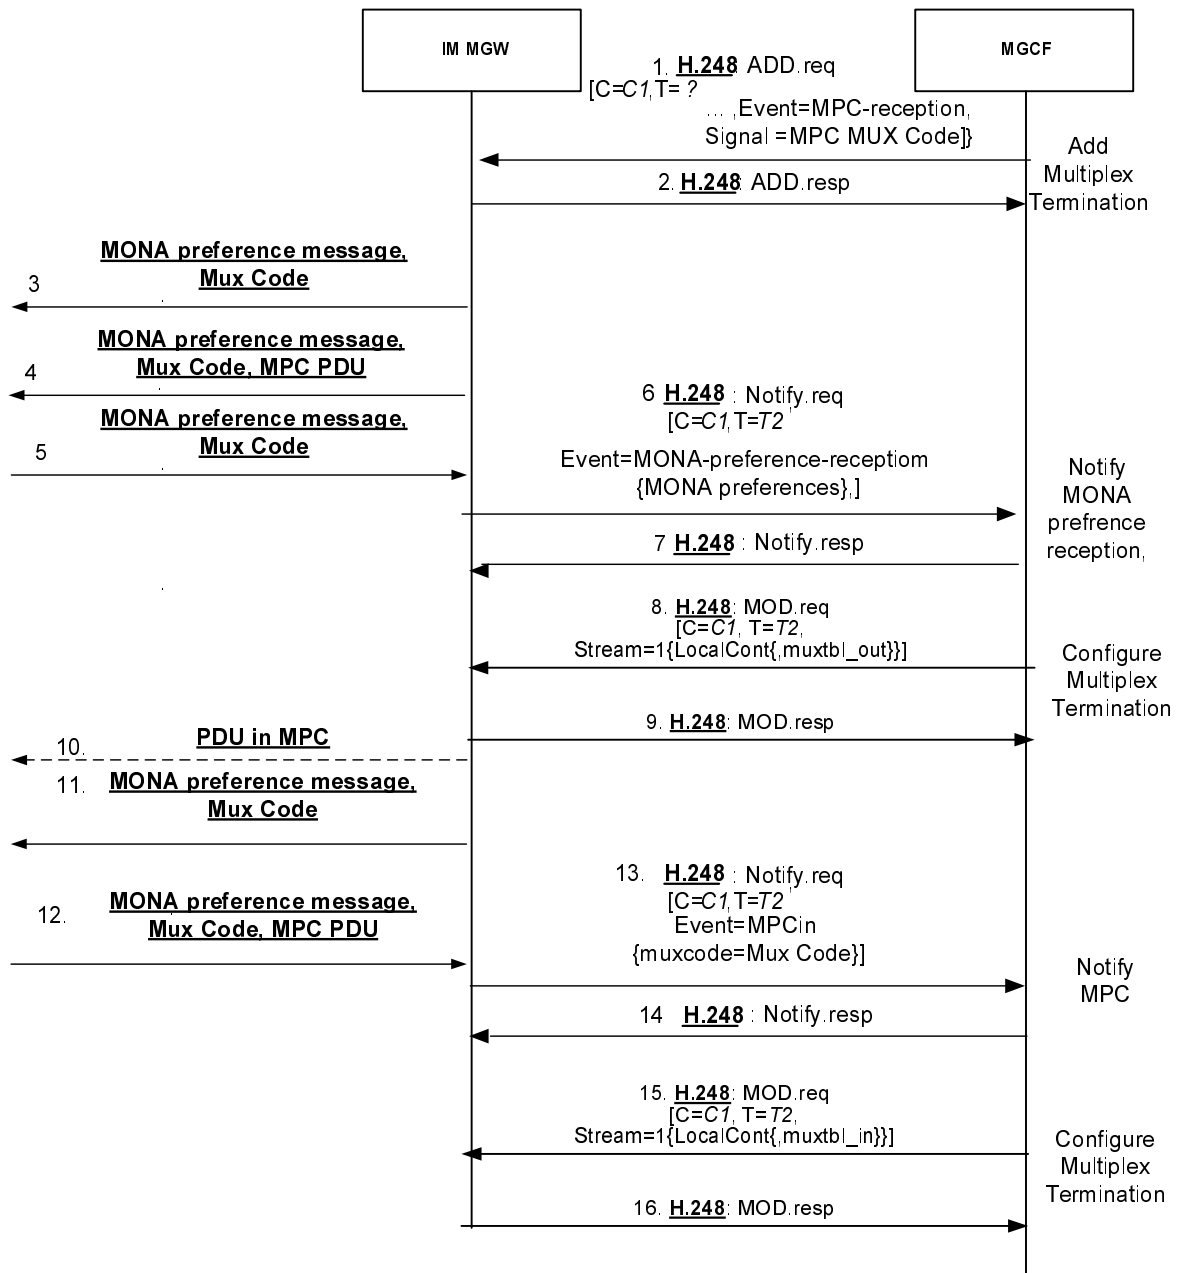 IM MGW
MGCF
1. H.248: ADD.req
[C=C1,T= ?
... ,Event=MPC-reception,
Signal =MPC MUX Code]}
Add
Multiplex
Termination
2. H.248: ADD.resp
MONA preference message,
Mux Code
3
MONA preference message,
Mux Code, MPC PDU
4
MONA preference message,
Mux Code
5
6 H.248 : Notify.req
[C=C1,T=T2 ,
Event=MONA-preference-receptiom
{MONA preferences},]
Notify
MONA
prefrence
reception,
7 H.248 : Notify.resp
8. H.248: MOD.req
[C=C1, T=T2,
Stream=1{LocalCont{,muxtbl_out}}]
Configure
Multiplex
Termination
9. H.248: MOD.resp
10. PDU in MPC
11. MONA preference message,
Mux Code
12. MONA preference message,
Mux Code, MPC PDU
13. H.248 : Notify.req
[C=C1,T=T2 ,
Event=MPCin
{muxcode=Mux Code}]
Notify
MPC
14 H.248 : Notify.resp
15. H.248: MOD.req
[C=C1, T=T2,
Stream=1{LocalCont{,muxtbl_in}}]
Configure
Multiplex
Termination
16. H.248: MOD.resp